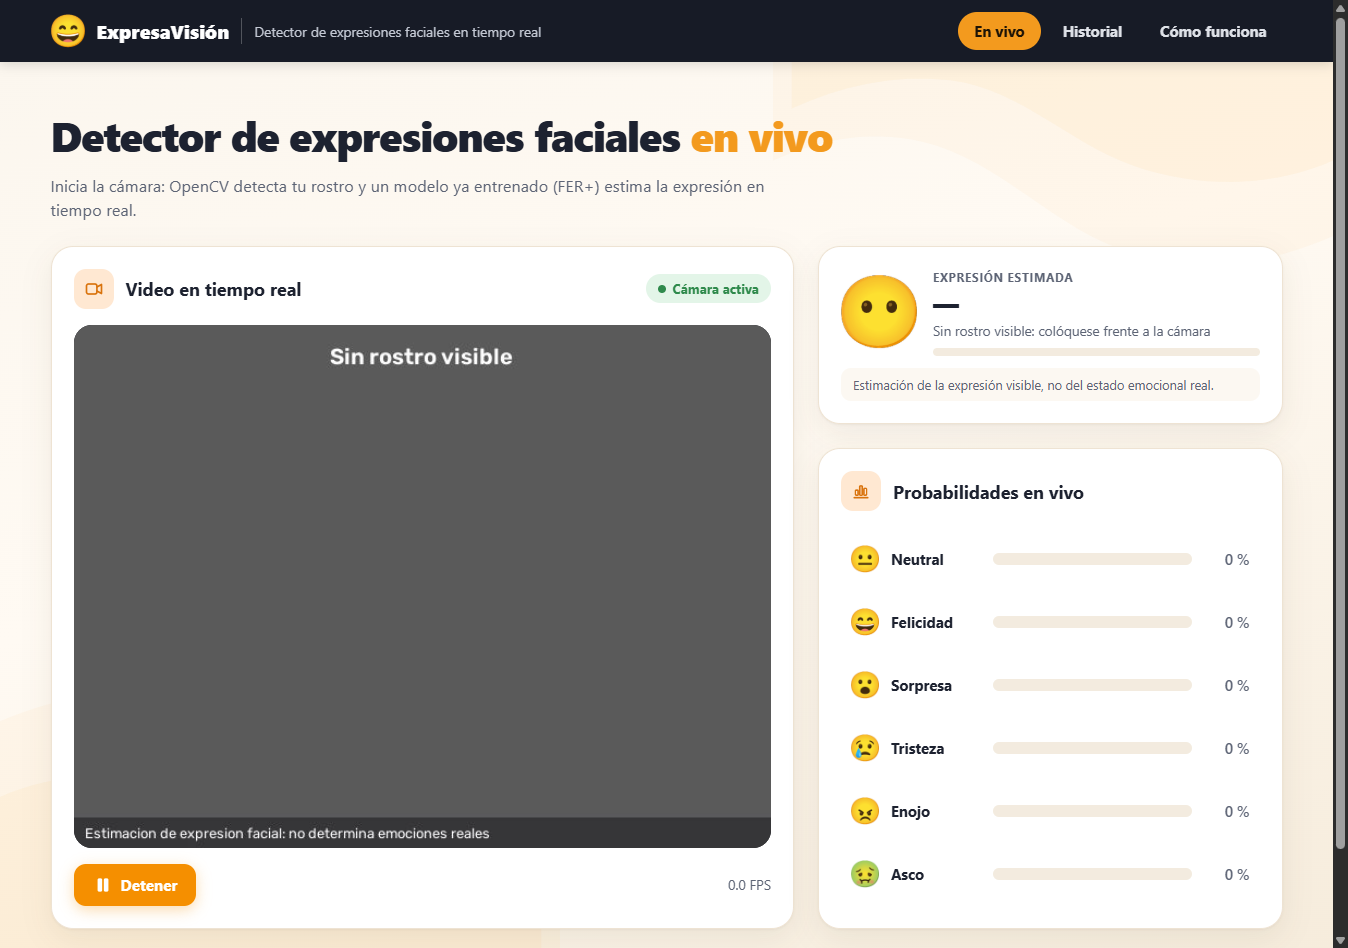 ExpresaVisión
Detector de expresiones faciales en tiempo real
En vivo
Historial
Cómo funciona
Detector de expresiones faciales en vivo
Inicia la cámara: OpenCV detecta tu rostro y un modelo ya entrenado (FER+) estima la expresión en
tiempo real.
Video en tiempo real
Cámara activa
Sin rostro visible
Estimacion de expresion facial: no determina emociones reales
Detener
0.0 FPS
EXPRESIÓN ESTIMADA
—
Sin rostro visible: colóquese frente a la cámara
Estimación de la expresión visible, no del estado emocional real.
Probabilidades en vivo
Neutral 0 %
Felicidad 0 %
Sorpresa 0 %
Tristeza 0 %
Enojo 0 %
Asco 0 %